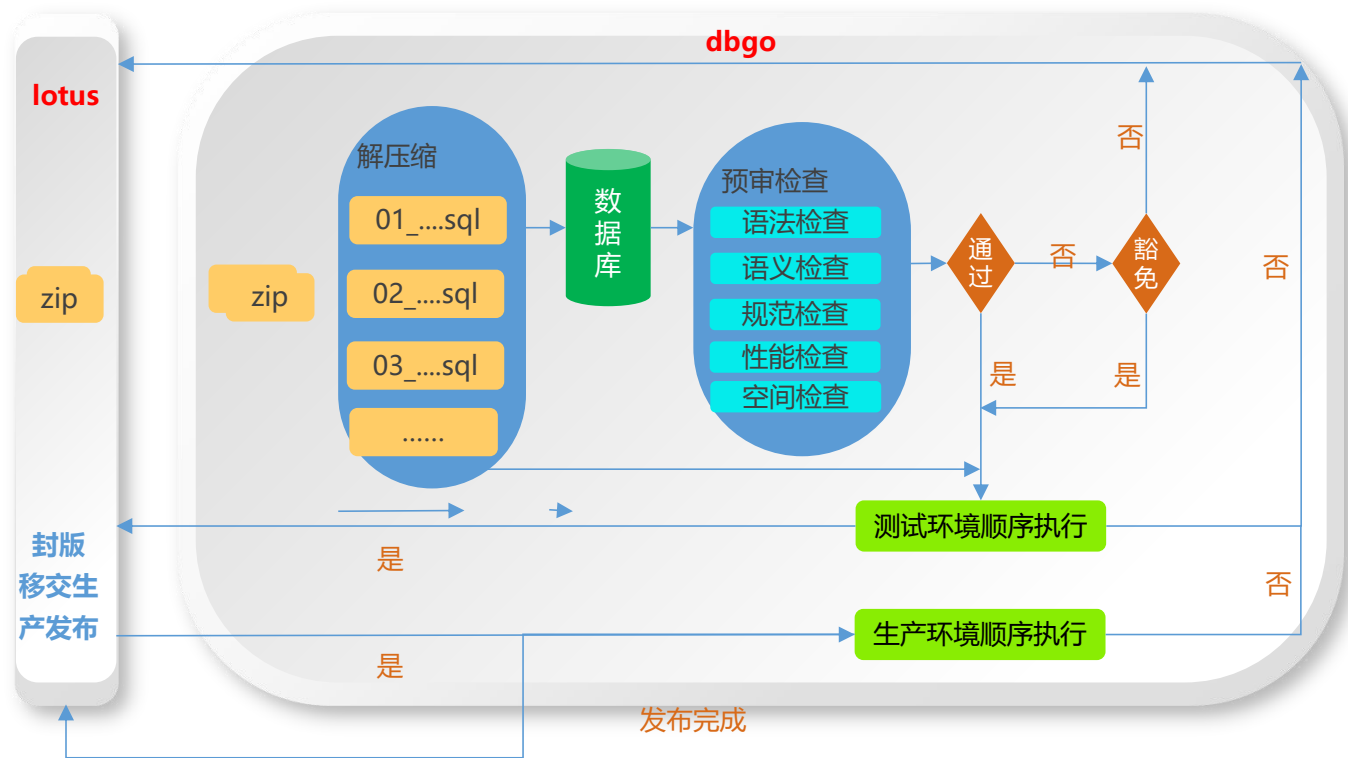 dbgo
lotus
zip
封版
移交生
产发布
zip
解压缩
01_....sql
02_....sql
03_....sql
......
数
据
库
预审检查
语法检查
语义检查
规范检查
性能检查
空间检查
通
过
否
豁
免
否
否
是
是
测试环境顺序执行
是
否
生产环境顺序执行
是
发布完成